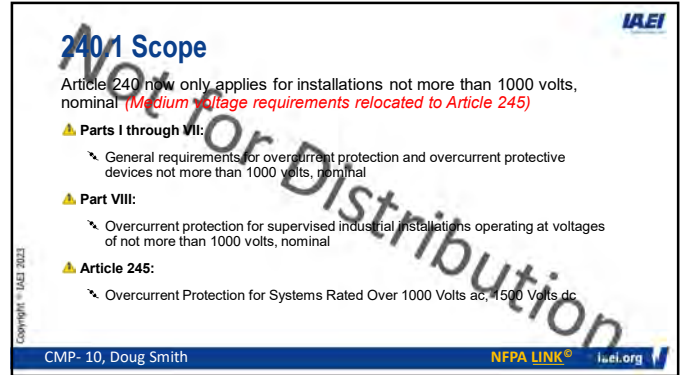 IAEI
240.1 Scope
Article 240 now only applies for installations not more than 1000 volts,
nominal (Medium voltage requirements relocated to Article 245)
Parts I through VII:
General requirements for overcurrent protection and overcurrent protective
devices not more than 1000 volts, nominal
Part VIII:
Overcurrent protection for supervised industrial installations operating at voltages
of not more than 1000 volts, nominal
Article 245:
Overcurrent Protection for Systems Rated Over 1000 Volts ac, 1500 Volts dc
Not for Distribution
Copyright © IAEI 2023
CMP- 10, Doug Smith
NFPA LINK©
iaei.org